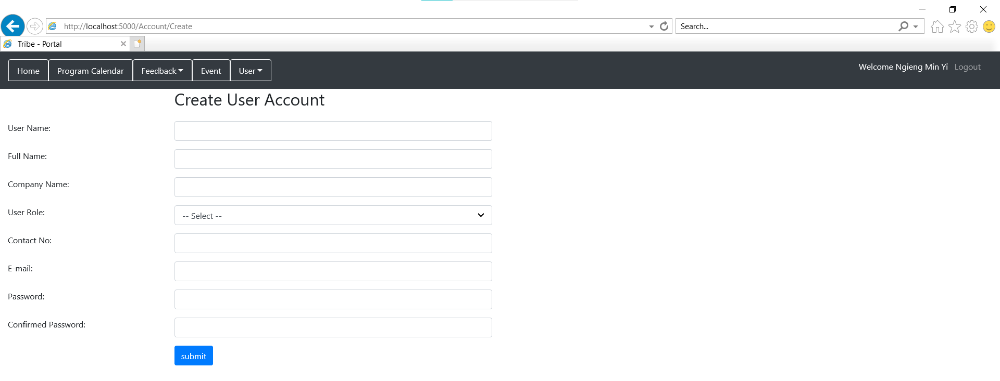 http://localhost:5000/Account/Create
Search...
Tribe - Portal
Home Program Calendar Feedback Event User Welcome Ngieng Min Yi Logout
Create User Account
User Name:
Full Name:
Company Name:
User Role: -- Select --
Contact No:
E-mail:
Password:
Confirmed Password:
submit